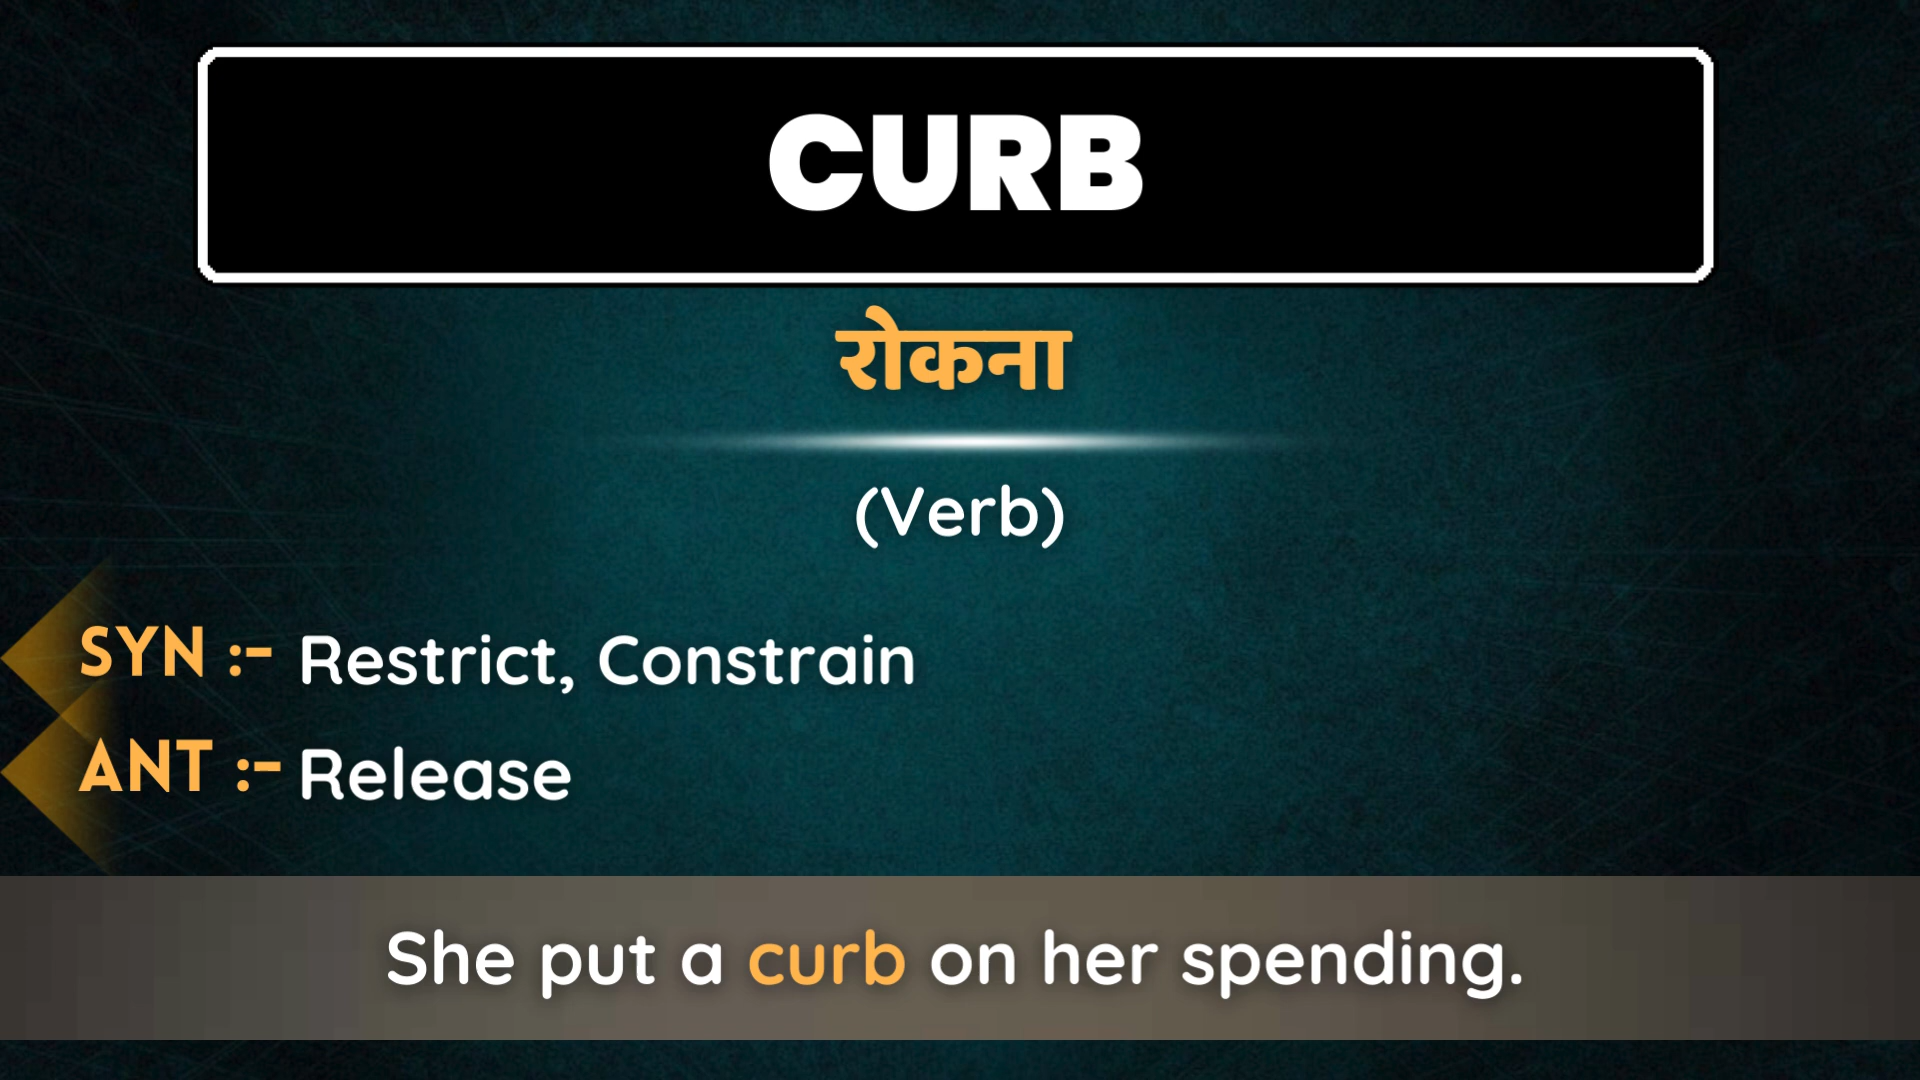 CURB
रोकना
(Verb)
SYN :- Restrict, Constrain
ANT :- Release
She put a curb on her spending.